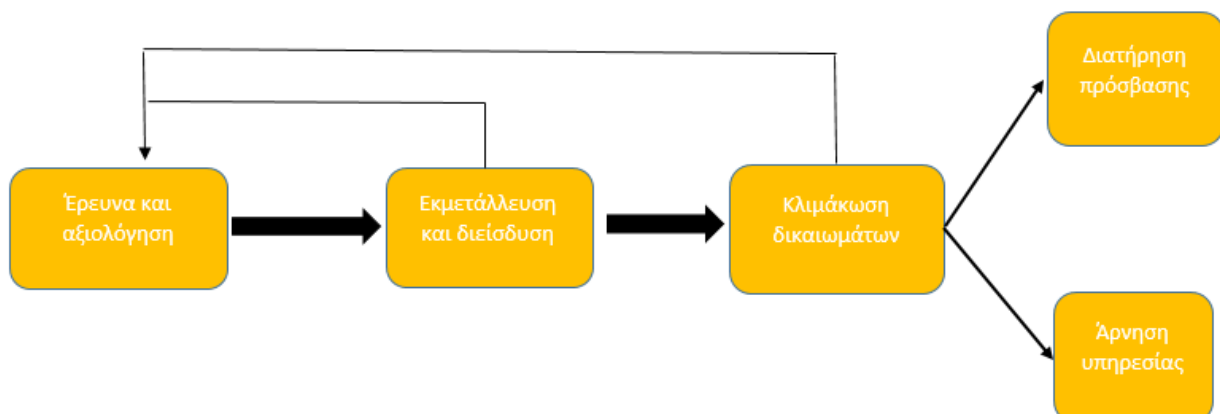 Διατήρηση
πρόσβασης
Έρευνα και
αξιολόγηση
Εκμετάλλευση
και διείσδυση
Κλιμάκωση
δικαιωμάτων
Άρνηση
υπηρεσίας